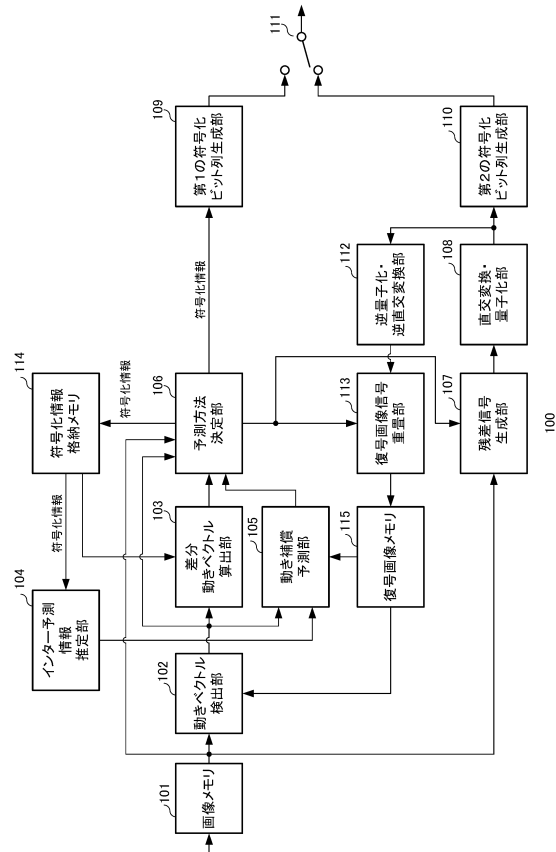 114
符号化情報
格納メモリ
104
インター予測
情報
推定部
符号化情報
符号化情報
符号化情報
101
画像メモリ
102
動きベクトル
検出部
103
差分
動きベクトル
算出部
105
動き補償
予測部
106
予測方法
決定部
109
第1の符号化
ビット列生成部
111
115
復号画像メモリ
113
復号画像信号
重畳部
112
逆量子化・
逆直交変換部
107
残差信号
生成部
108
直交変換・
量子化部
110
第2の符号化
ビット列生成部
100